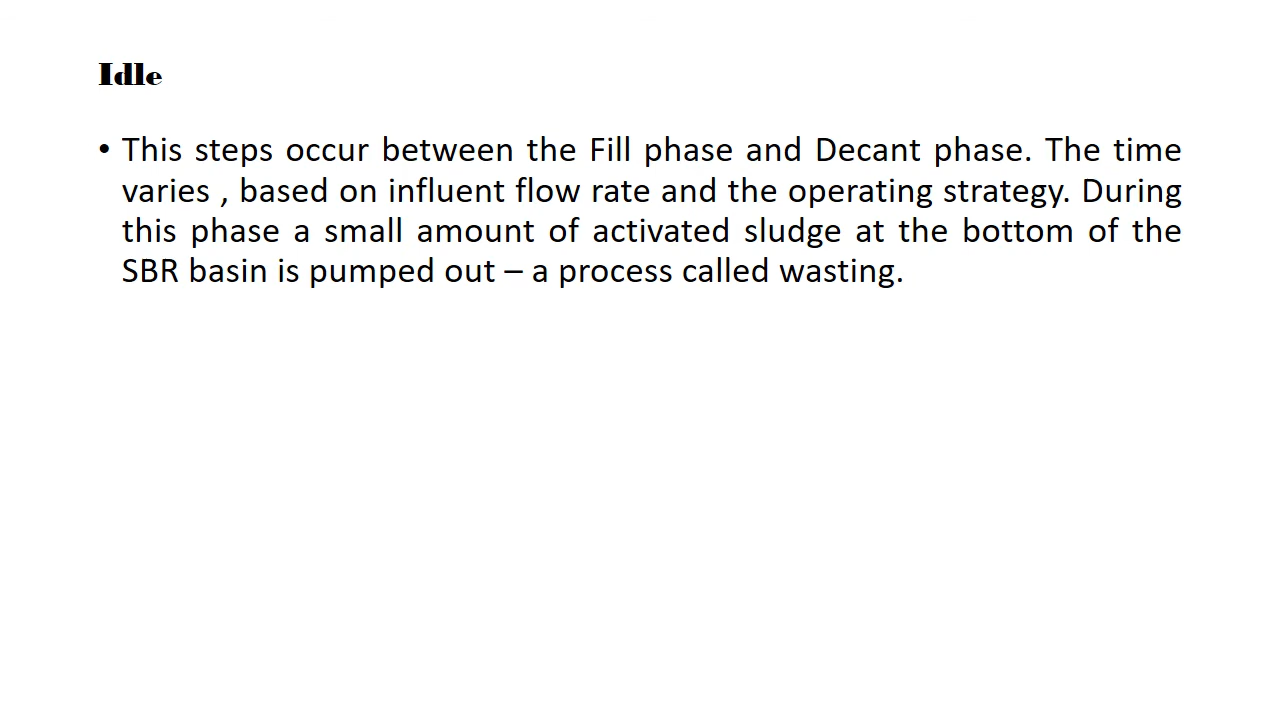 Idle
• This steps occur between the Fill phase and Decant phase. The time
varies , based on influent flow rate and the operating strategy. During
this phase a small amount of activated sludge at the bottom of the
SBR basin is pumped out – a process called wasting.